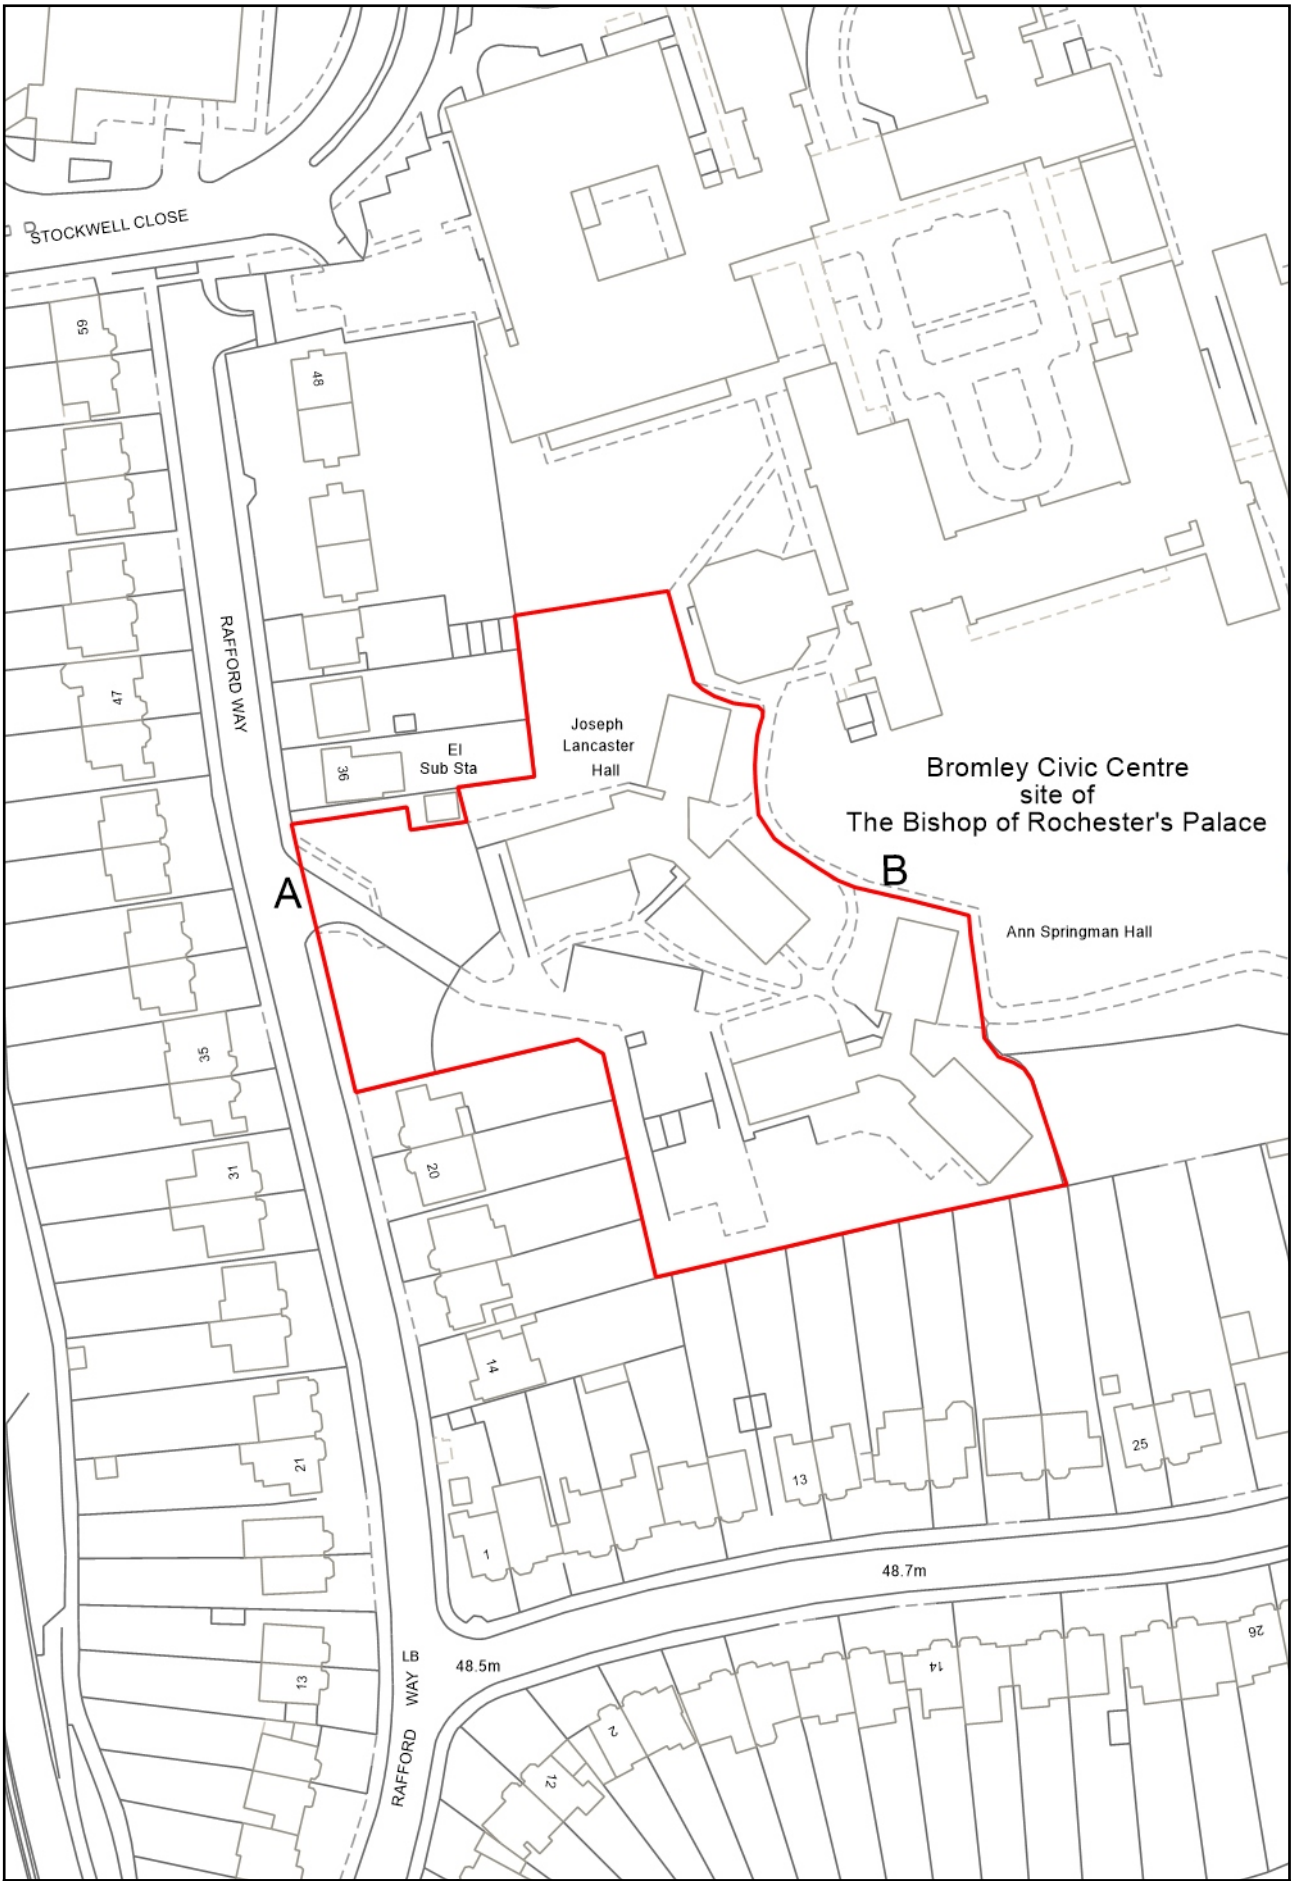 STOCKWELL CLOSE
59
48
RAFFORD WAY
47
36
El
Sub Sta
Joseph
Lancaster
Hall
Bromley Civic Centre
site of
The Bishop of Rochester's Palace
A
B
Ann Springman Hall
35
31
20
14
21
13
25
1
48.7m
LB
48.5m
13
RAFFORD WAY
14
26
2
12